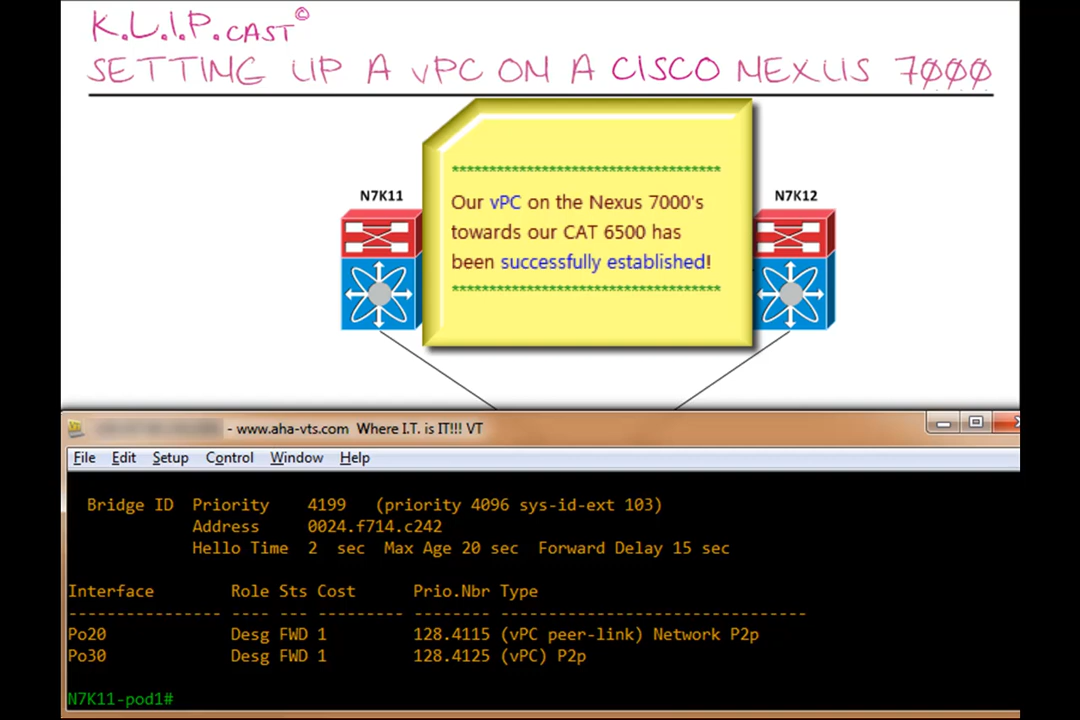 K.L.I.P.CAST©
SETTING UP A vPC ON A CISCO NEXUS 7000
N7K11
N7K12
****************************************
Our vPC on the Nexus 7000's
towards our CAT 6500 has
been successfully established!
****************************************
- www.aha-vts.com  Where I.T. is IT!!! VT
File Edit Setup Control Window Help
Bridge ID  Priority    4199   (priority 4096 sys-id-ext 103)
Address     0024.f714.c242
Hello Time  2  sec  Max Age 20 sec  Forward Delay 15 sec
Interface        Role Sts Cost      Prio.Nbr Type
---------------- ---- --- --------- -------- --------------------------------
Po20             Desg FWD 1         128.4115 (vPC peer-link) Network P2p
Po30             Desg FWD 1         128.4125 (vPC) P2p
N7K11-pod1#